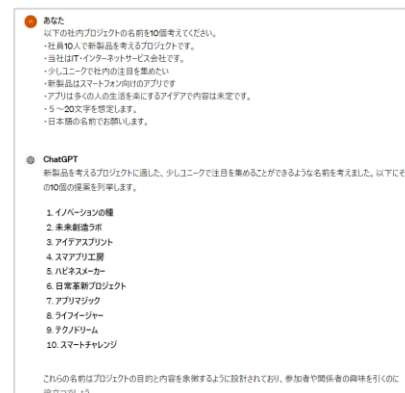 あなた
以下の社内プロジェクトの名前を10個考えてください。
・社員10人で新製品を考えるプロジェクトです。
・当社はIT・インターネットサービス会社です。
・少しユニークで社内の注目を集めたい
・新製品はスマートフォン向けのアプリです
・アプリは多くの人の生活を楽にするアイデアで内容は未定です。
・5～20文字を想定します。
・日本語の名前でお願いします。
ChatGPT
新製品を考えるプロジェクトに適した、少しユニークで注目を集めることができるような名前を考えました。以下にそ
の10個の提案を列挙します。
1. イノベーションの種
2. 未来創造ラボ
3. アイデアスプリント
4. スマアプリ工房
5. ハピネスメーカー
6. 日常革新プロジェクト
7. アプリマジック
8. ライフイージャー
9. テクノドリーム
10. スマートチャレンジ
これらの名前はプロジェクトの目的と内容を象徴するように設計されており、参加者や関係者の興味を引くのに
役立つでしょう